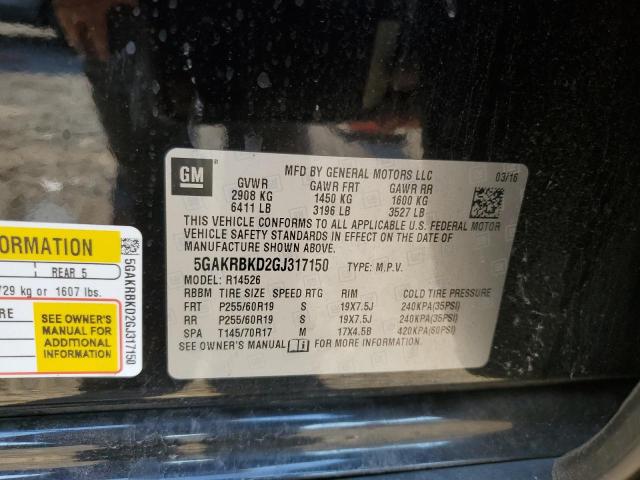 GM
MFD BY GENERAL MOTORS LLC 03/16
GVWR GAWR FRT GAWR RR
2908 KG 1450 KG 1600 KG
6411 LB 3196 LB 3527 LB
THIS VEHICLE CONFORMS TO ALL APPLICABLE U.S. FEDERAL MOTOR
VEHICLE SAFETY STANDARDS IN EFFECT ON THE DATE OF
MANUFACTURE SHOWN ABOVE.
5GAKRBKD2GJ317150 TYPE: M.P.V.
MODEL: R14526
RBBM TIRE SIZE SPEED RTG RIM COLD TIRE PRESSURE
FRT P255/60R19 S 19X7.5J 240KPA(35PSI)
RR P255/60R19 S 19X7.5J 240KPA(35PSI)
SPA T145/70R17 M 17X4.5B 420KPA(60PSI)
SEE OWNER'S MANUAL FOR MORE INFORMATION.
ORMATION
REAR 5
729 kg or 1607 lbs.
RE
SEE OWNER'S
MANUAL FOR
ADDITIONAL
INFORMATION
5GAKRBKD2GJ317150